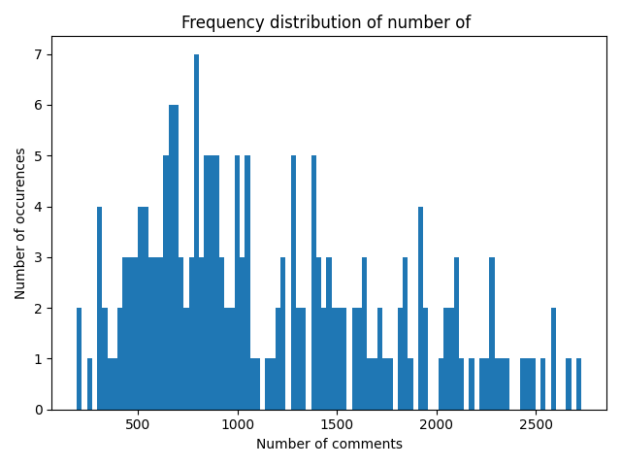 Frequency distribution of number of
7
6
5
4
3
2
1
0
Number of occurences
500 1000 1500 2000 2500
Number of comments